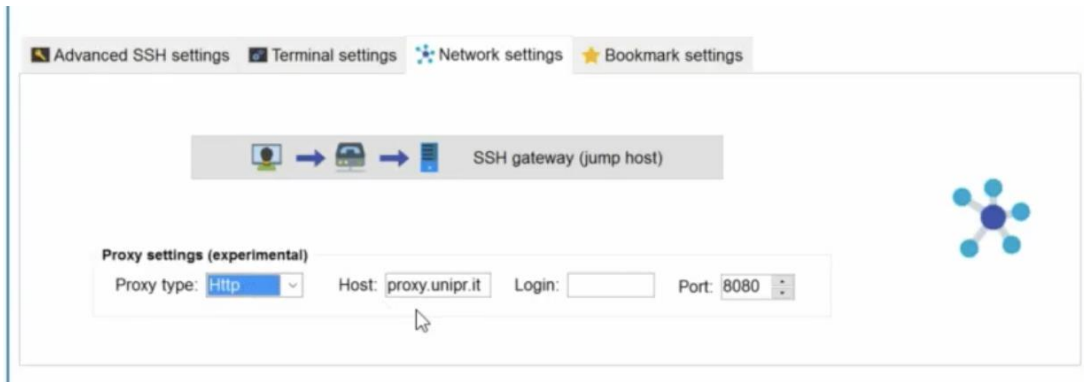 Advanced SSH settings Terminal settings Network settings Bookmark settings
SSH gateway (jump host)
Proxy settings (experimental)
Proxy type: Http Host: proxy.unipr.it Login: Port: 8080